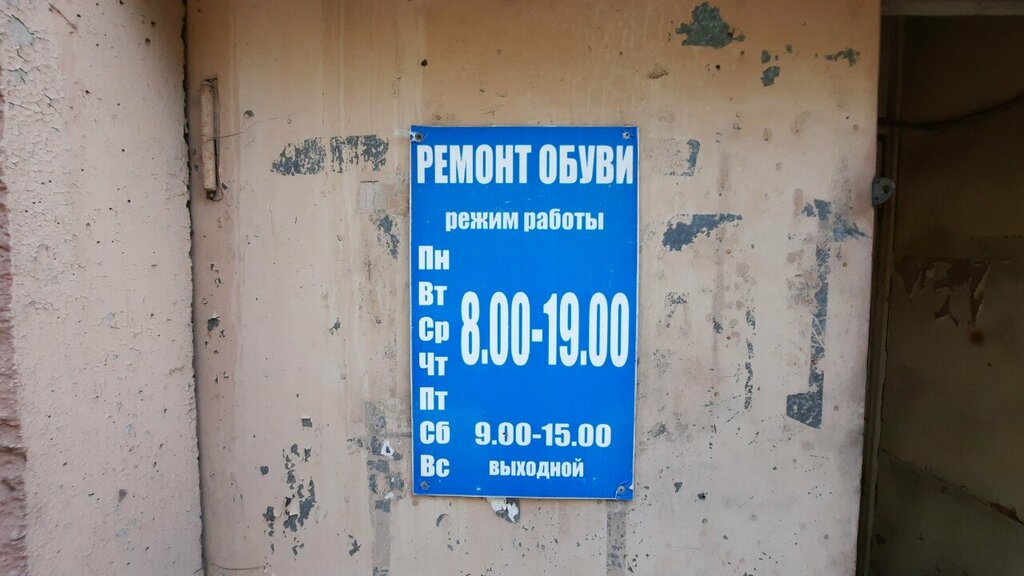 РЕМОНТ ОБУВИ
режим работы
Пн
Вт
Ср
8.00-19.00
Чт
Пт
Сб 9.00-15.00
Вс выходной